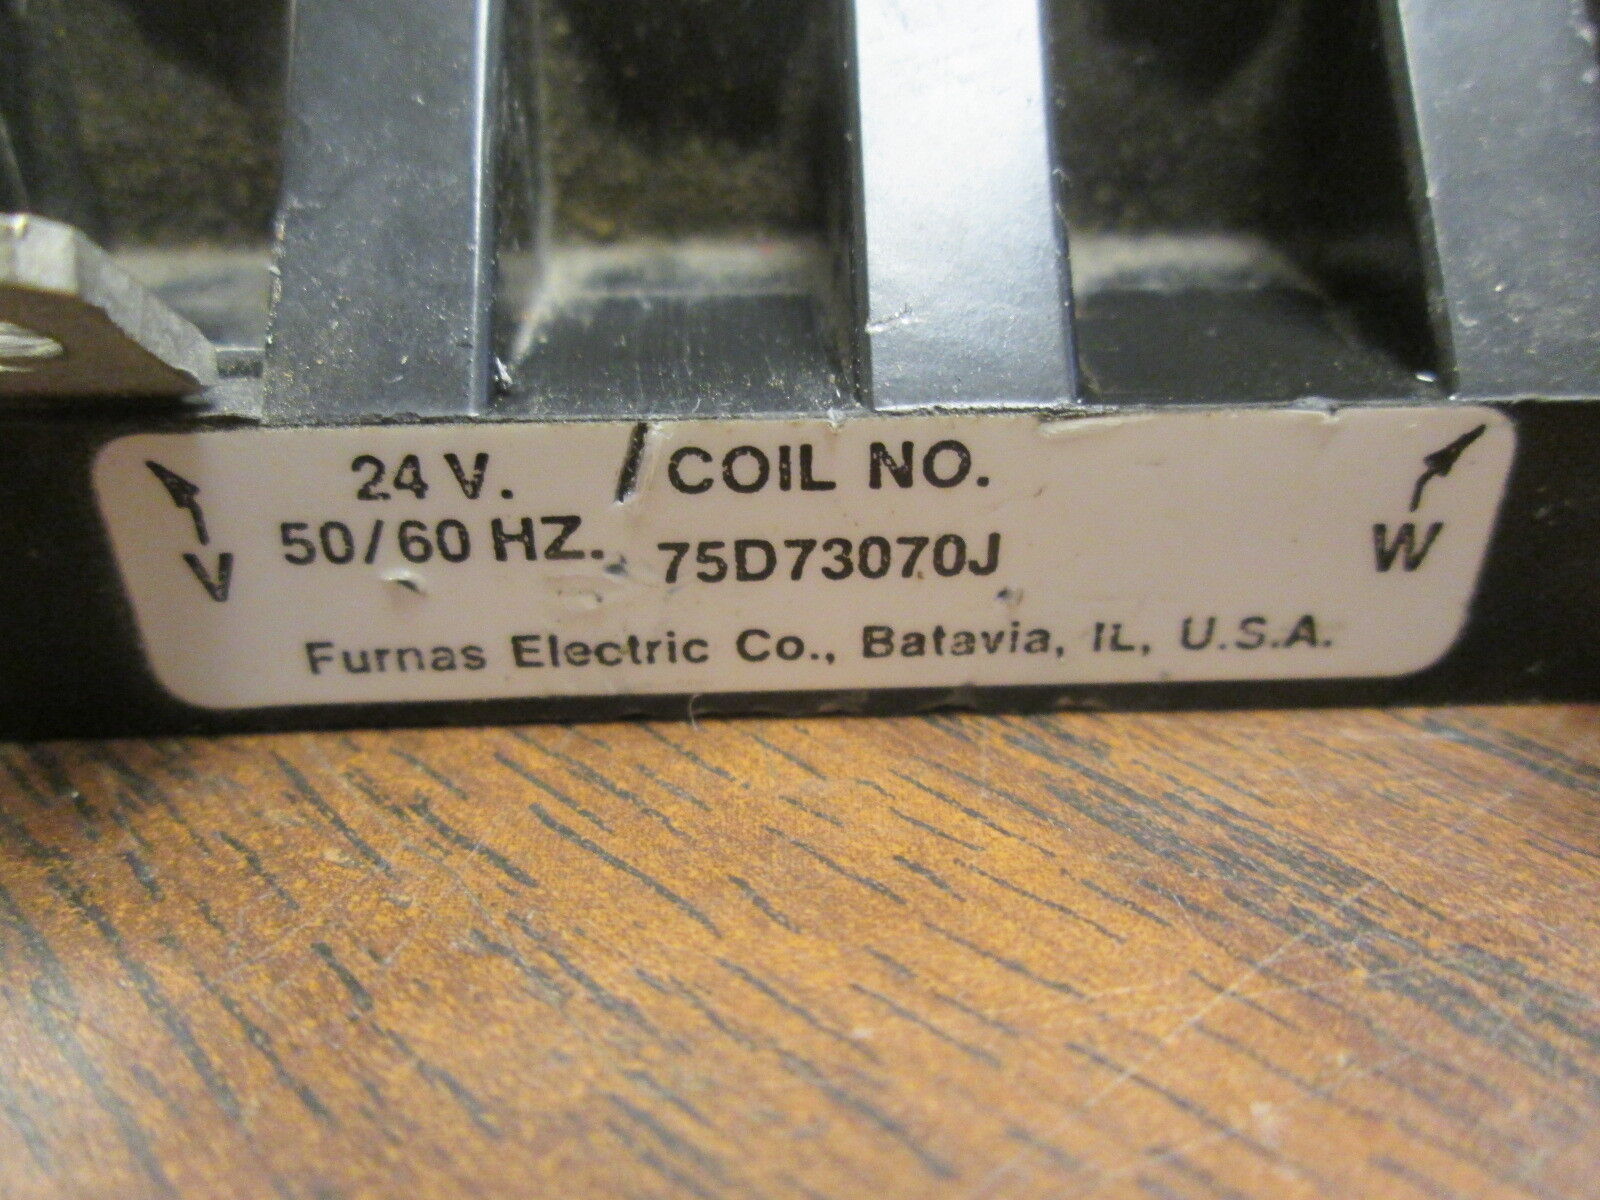 24 V. / COIL NO.
50/60 HZ. 75D73070J
V W
Furnas Electric Co., Batavia, IL, U.S.A.